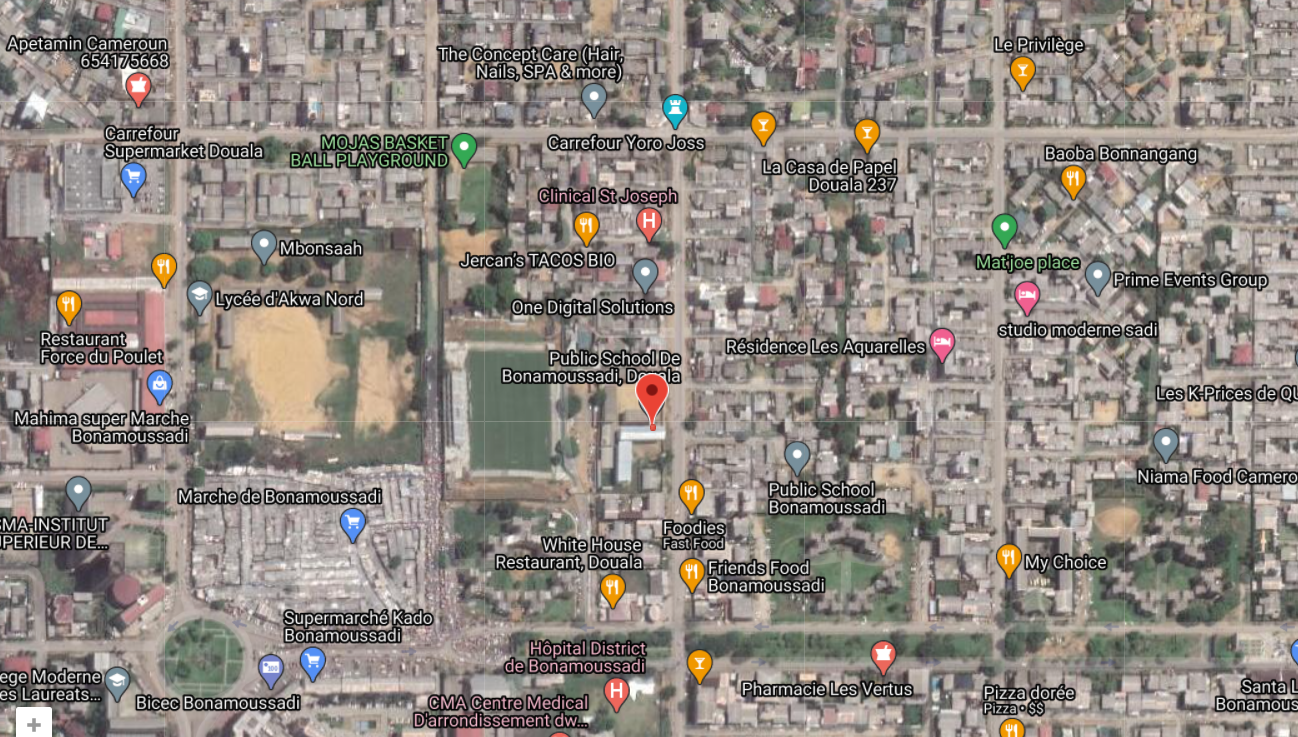 Apetamin Cameroun
654175668
The Concept Care (Hair,
Nails, SPA & more)
Le Privilège
Carrefour
Supermarket Douala
MOJAS BASKET
BALL PLAYGROUND
Carrefour Yoro Joss
La Casa de Papel
Douala 237
Baoba Bonnangang
Clinical St Joseph
Mbonsaah
Jercan's TACOS BIO
Matjoe place
Prime Events Group
Lycée d'Akwa Nord
One Digital Solutions
studio moderne sadi
Restaurant
Force du Poulet
Public School De
Bonamoussadi, Douala
Résidence Les Aquarelles
Les K-Prices de QU
Mahima super Marche
Bonamoussadi
Niama Food Camero
Marche de Bonamoussadi
Public School
Bonamoussadi
SMA-INSTITUT
UPERIEUR DE...
Foodies
Fast Food
White House
Restaurant, Douala
Friends Food
Bonamoussadi
My Choice
Supermarché Kado
Bonamoussadi
Hôpital District
de Bonamoussadi
ege Moderne
es Laureats...
Bicec Bonamoussadi
Pharmacie Les Vertus
CMA Centre Medical
D'arrondissement dw...
Pizza dorée
Pizza • $$
Santa L
Bonamous